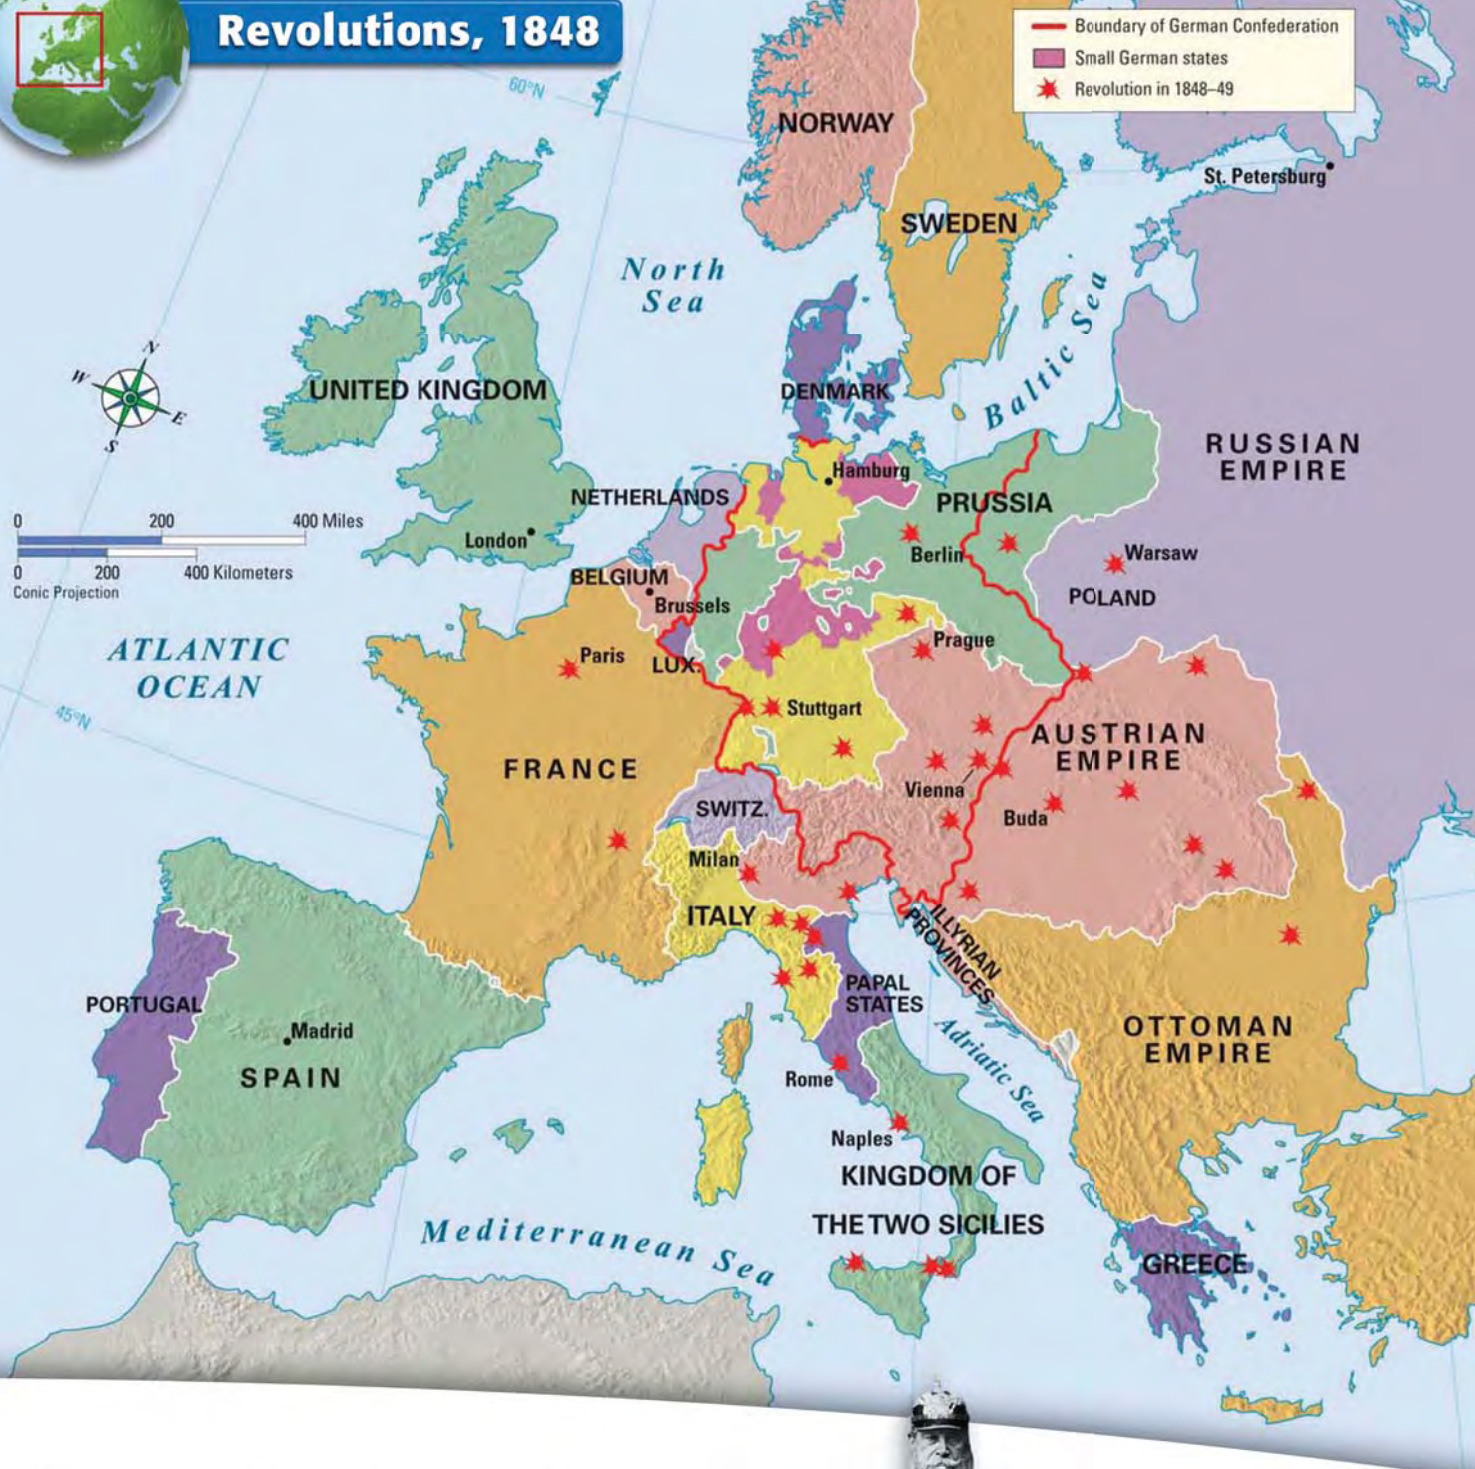 Revolutions, 1848
Boundary of German Confederation
Small German states
Revolution in 1848–49
60°N
NORWAY
St. Petersburg
SWEDEN
North
Sea
Baltic Sea
N
W
E
S
UNITED KINGDOM
DENMARK
RUSSIAN
EMPIRE
Hamburg
NETHERLANDS
PRUSSIA
0 200 400 Miles
0 200 400 Kilometers
Conic Projection
London
Berlin
Warsaw
BELGIUM
POLAND
Brussels
ATLANTIC
OCEAN
Paris
LUX.
Prague
45°N
Stuttgart
AUSTRIAN
EMPIRE
FRANCE
Vienna
SWITZ.
Buda
Milan
ITALY
ILLYRIAN
PROVINCES
PORTUGAL
PAPAL
STATES
Madrid
Adriatic Sea
OTTOMAN
EMPIRE
SPAIN
Rome
Naples
KINGDOM OF
THE TWO SICILIES
Mediterranean Sea
GREECE